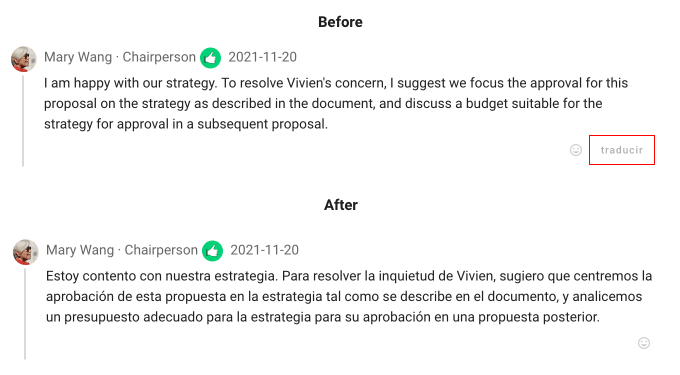 Before
Mary Wang · Chairperson 2021-11-20
I am happy with our strategy. To resolve Vivien's concern, I suggest we focus the approval for this
proposal on the strategy as described in the document, and discuss a budget suitable for the
strategy for approval in a subsequent proposal.
traducir
After
Mary Wang · Chairperson 2021-11-20
Estoy contento con nuestra estrategia. Para resolver la inquietud de Vivien, sugiero que centremos la
aprobación de esta propuesta en la estrategia tal como se describe en el documento, y analicemos
un presupuesto adecuado para la estrategia para su aprobación en una propuesta posterior.